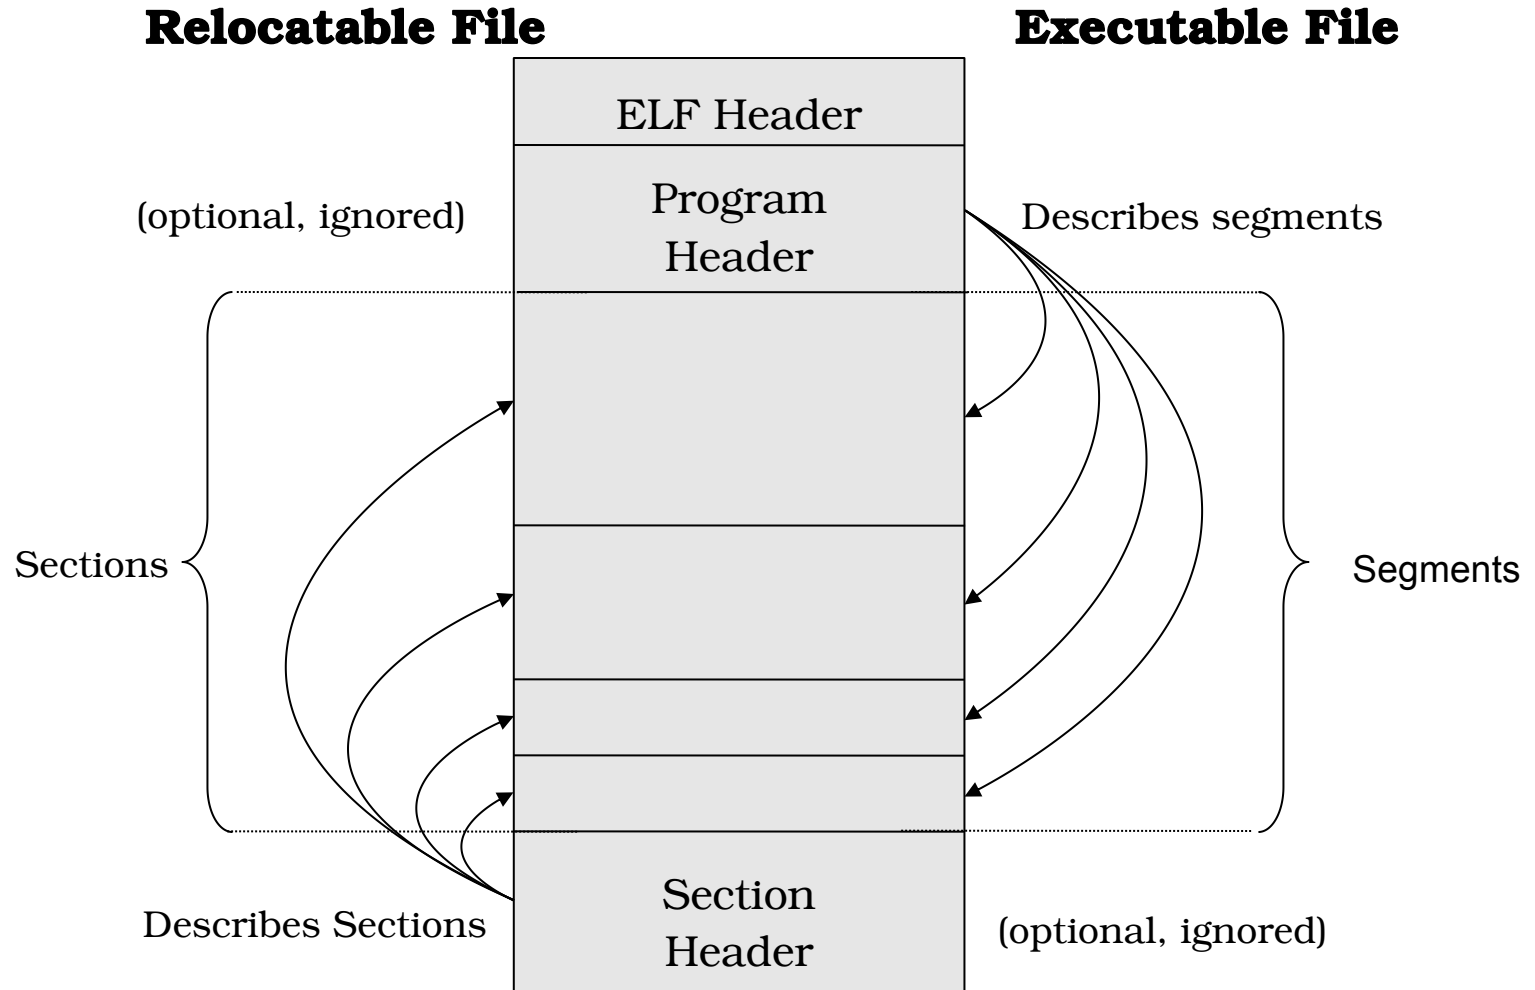 Relocatable File
Executable File
ELF Header
Program
Header
(optional, ignored)
Describes segments
Sections
Segments
Describes Sections
Section
Header
(optional, ignored)